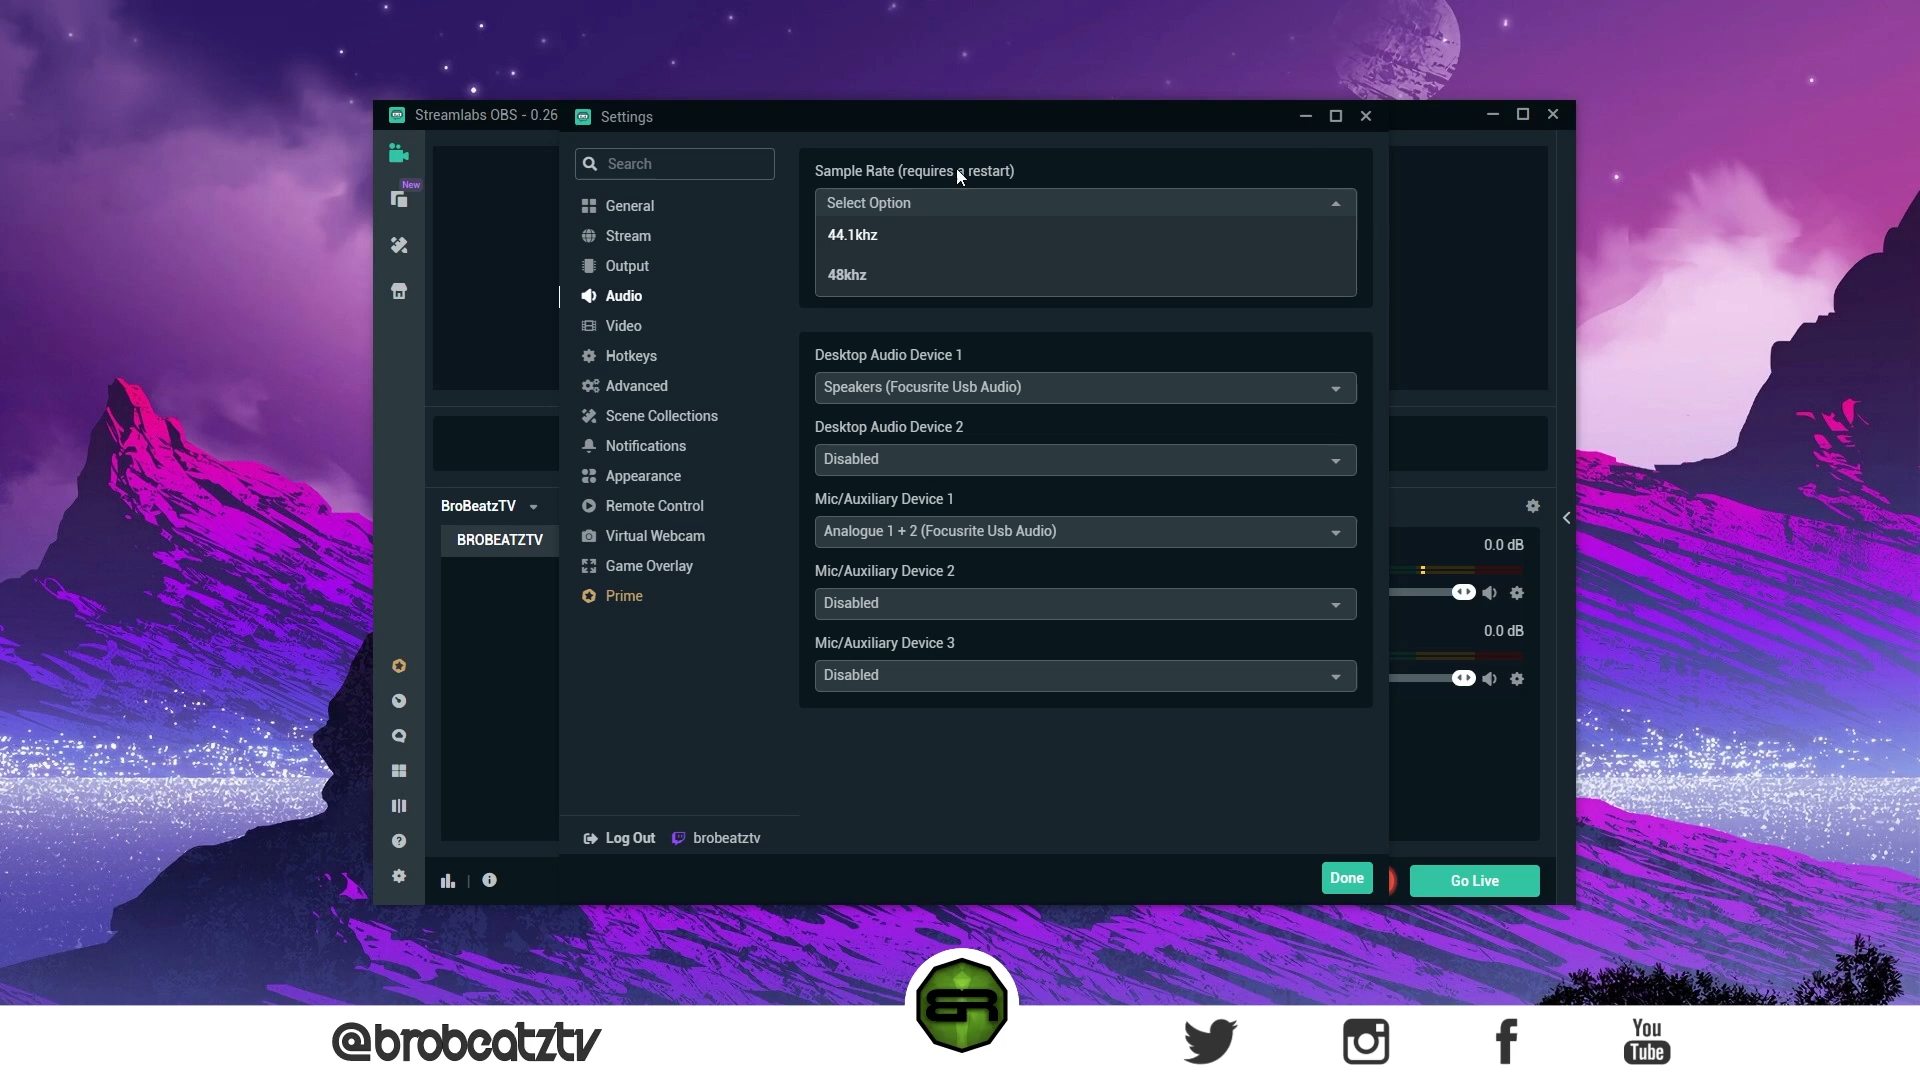 Streamlabs OBS - 0.26
Settings
Search
New
General
Stream
Output
Audio
Video
Hotkeys
Advanced
Scene Collections
Notifications
Appearance
Remote Control
Virtual Webcam
Game Overlay
Prime
Sample Rate (requires a restart)
Select Option
44.1khz
48khz
Desktop Audio Device 1
Speakers (Focusrite Usb Audio)
Desktop Audio Device 2
Disabled
Mic/Auxiliary Device 1
Analogue 1 + 2 (Focusrite Usb Audio)
Mic/Auxiliary Device 2
Disabled
Mic/Auxiliary Device 3
Disabled
BroBeatzTV
BROBEATZTV
0.0 dB
0.0 dB
Log Out
brobeatztv
Done
Go Live
@brobeatztv
You
Tube